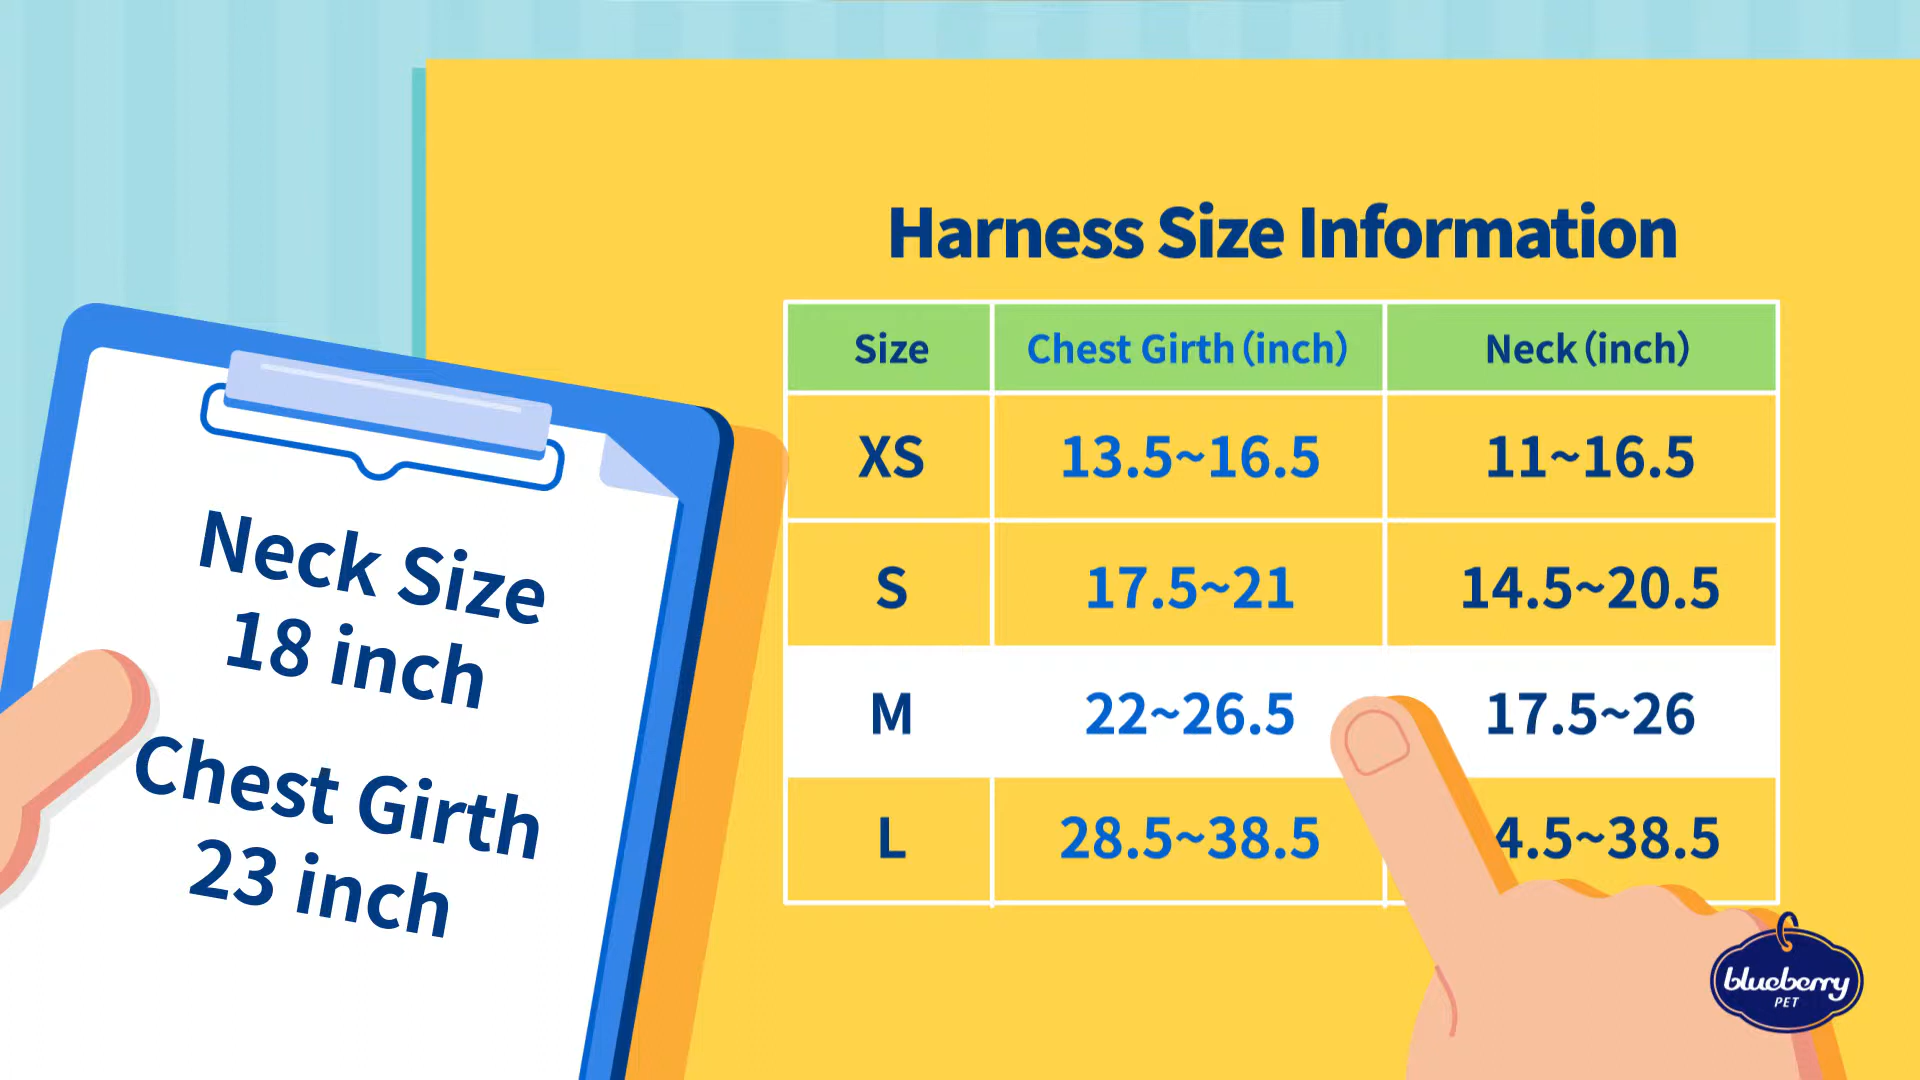 Neck Size
18 inch
Chest Girth
23 inch
Harness Size Information
Size Chest Girth (inch) Neck (inch)
XS 13.5~16.5 11~16.5
S 17.5~21 14.5~20.5
M 22~26.5 17.5~26
L 28.5~38.5 4.5~38.5
blueberry
PET